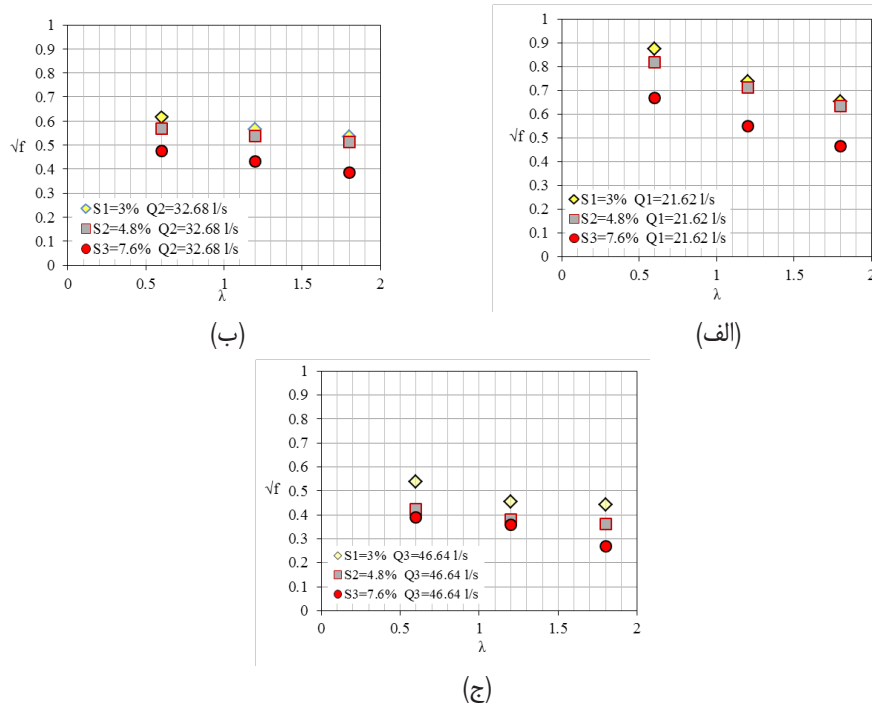 1
0.9
0.8
0.7
0.6
0.5
0.4
0.3
0.2
0.1
0
√f
S1=3% Q1=21.62 l/s
S2=4.8% Q1=21.62 l/s
S3=7.6% Q1=21.62 l/s
0 0.5 1 1.5 2
λ
(الف)
1
0.9
0.8
0.7
0.6
0.5
0.4
0.3
0.2
0.1
0
√f
S1=3% Q2=32.68 l/s
S2=4.8% Q2=32.68 l/s
S3=7.6% Q2=32.68 l/s
0 0.5 1 1.5 2
λ
(ب)
1
0.9
0.8
0.7
0.6
0.5
0.4
0.3
0.2
0.1
0
√f
S1=3% Q3=46.64 l/s
S2=4.8% Q3=46.64 l/s
S3=7.6% Q3=46.64 l/s
0 0.5 1 1.5 2
λ
(ج)